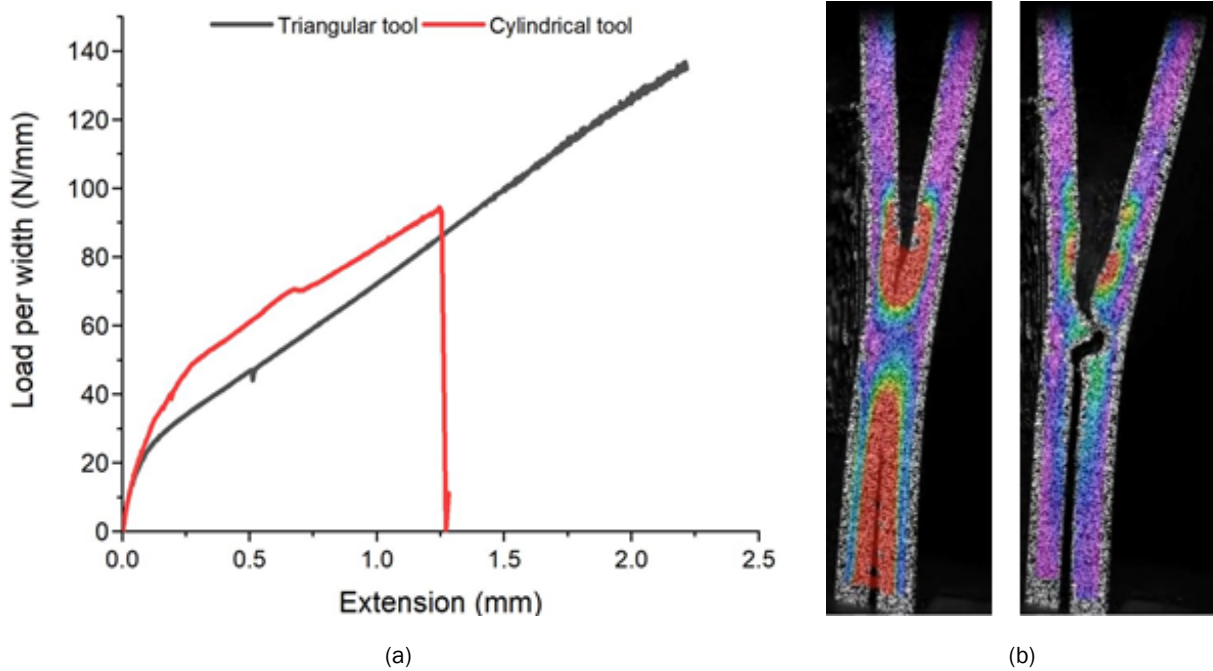 Triangular tool Cylindrical tool
140
120
100
80
60
40
20
0
Load per width (N/mm)
0.0 0.5 1.0 1.5 2.0 2.5
Extension (mm)
(a) (b)